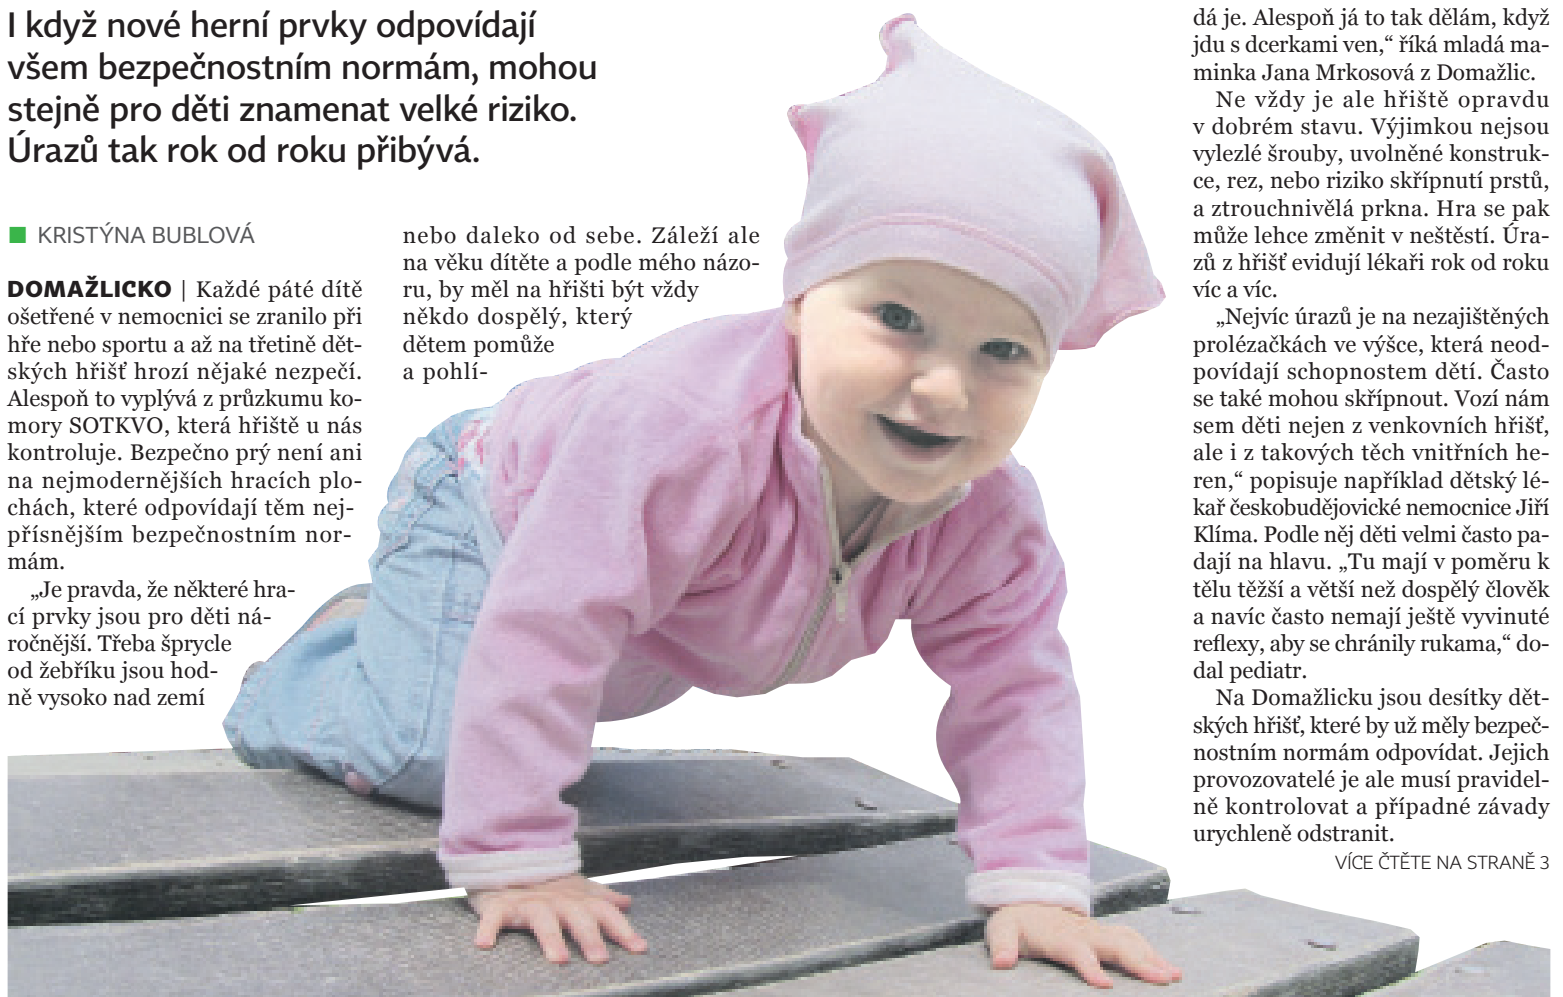 I když nové herní prvky odpovídají
všem bezpečnostním normám, mohou
stejně pro děti znamenat velké riziko.
Úrazů tak rok od roku přibývá.
KRISTÝNA BUBLOVÁ
DOMAŽLICKO | Každé páté dítě
ošetřené v nemocnici se zranilo při
hře nebo sportu a až na třetině dět-
ských hřišť hrozí nějaké nezpečí.
Alespoň to vyplývá z průzkumu ko-
mory SOTKVO, která hřiště u nás
kontroluje. Bezpečno prý není ani
na nejmodernějších hracích plo-
chách, které odpovídají těm nej-
přísnějším bezpečnostním nor-
mám.
„Je pravda, že některé hra-
cí prvky jsou pro děti ná-
ročnější. Třeba šprycle
od žebříku jsou hod-
ně vysoko nad zemí
nebo daleko od sebe. Záleží ale
na věku dítěte a podle mého názo-
ru, by měl na hřišti být vždy
někdo dospělý, který
dětem pomůže
a pohlí-
dá je. Alespoň já to tak dělám, když
jdu s dcerkami ven,“ říká mladá ma-
minka Jana Mrkosová z Domažlic.
Ne vždy je ale hřiště opravdu
v dobrém stavu. Výjimkou nejsou
vylezlé šrouby, uvolněné konstruk-
ce, rez, nebo riziko skřípnutí prstů,
a ztrouchnivělá prkna. Hra se pak
může lehce změnit v neštěstí. Úra-
zů z hřišť evidují lékaři rok od roku
víc a víc.
„Nejvíc úrazů je na nezajištěných
prolézačkách ve výšce, která neod-
povídají schopnostem dětí. Často
se také mohou skřípnout. Vozí nám
sem děti nejen z venkovních hřišť,
ale i z takových těch vnitřních he-
ren,“ popisuje například dětský lé-
kař českobudějovické nemocnice Jiří
Klíma. Podle něj děti velmi často pa-
dají na hlavu. „Tu mají v poměru k
tělu těžší a větší než dospělý člověk
a navíc často nemají ještě vyvinuté
reflexy, aby se chránily rukama,“ do-
dal pediatr.
Na Domažlicku jsou desítky dět-
ských hřišť, které by už měly bezpeč-
nostním normám odpovídat. Jejich
provozovatelé je ale musí pravidel-
ně kontrolovat a případné závady
urychleně odstranit.
VÍCE ČTĚTE NA STRANĚ 3